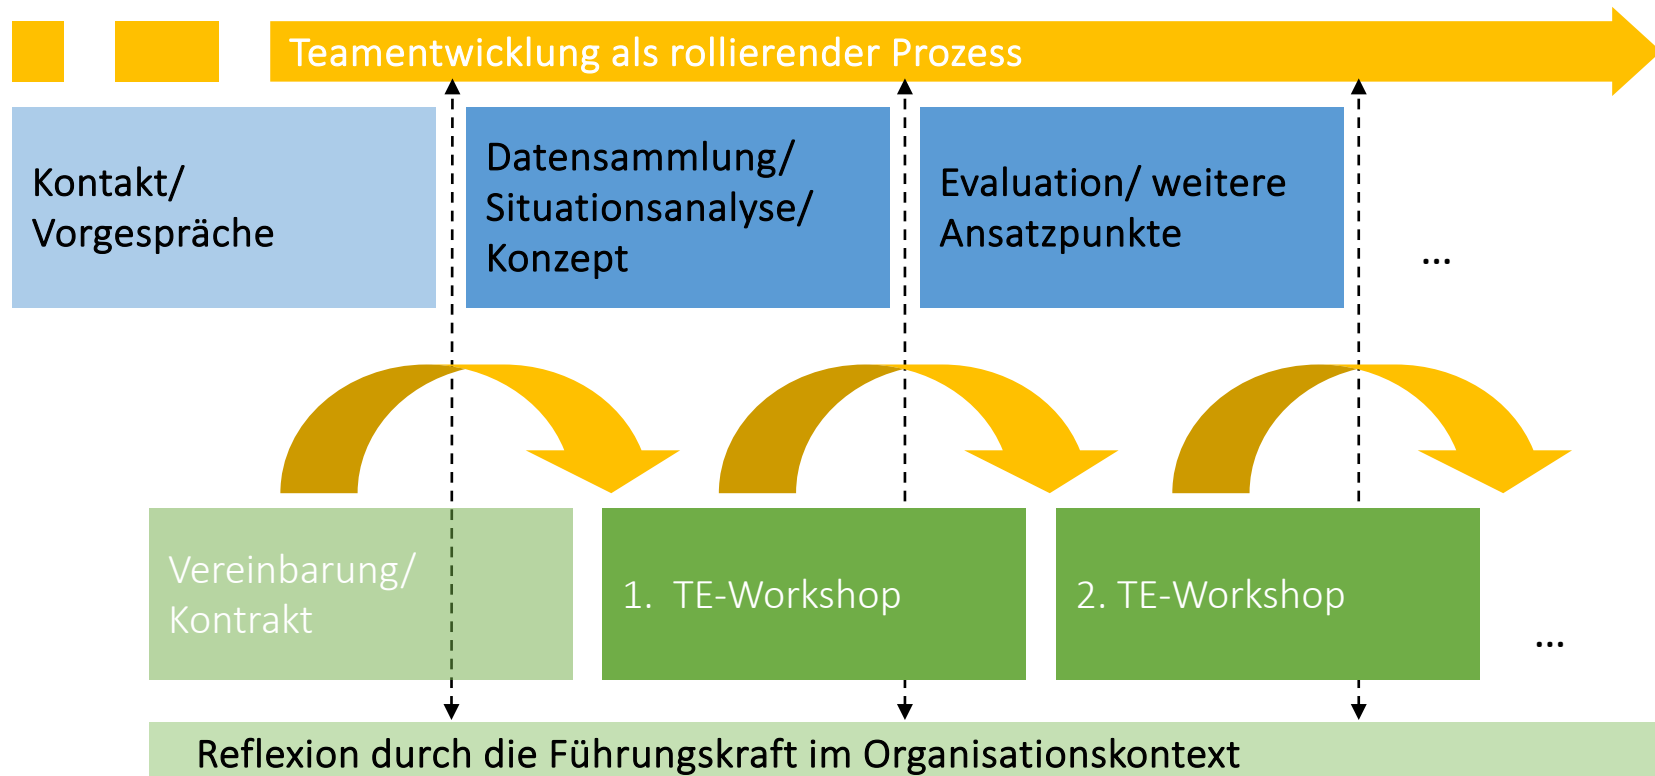 Teamentwicklung als rollierender Prozess
Kontakt/
Vorgespräche
Datensammlung/
Situationsanalyse/
Konzept
Evaluation/ weitere
Ansatzpunkte
...
Vereinbarung/
Kontrakt
1. TE-Workshop
2. TE-Workshop
...
Reflexion durch die Führungskraft im Organisationskontext